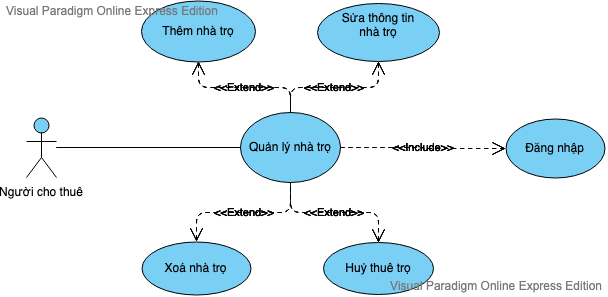 Visual Paradigm Online Express Edition
Thêm nhà trọ
Sửa thông tin
nhà trọ
<<Extend>>
<<Extend>>
Quản lý nhà trọ
<<Include>>
Đăng nhập
Người cho thuê
<<Extend>>
<<Extend>>
Xoá nhà trọ
Huỷ thuê trọ
Visual Paradigm Online Express Edition